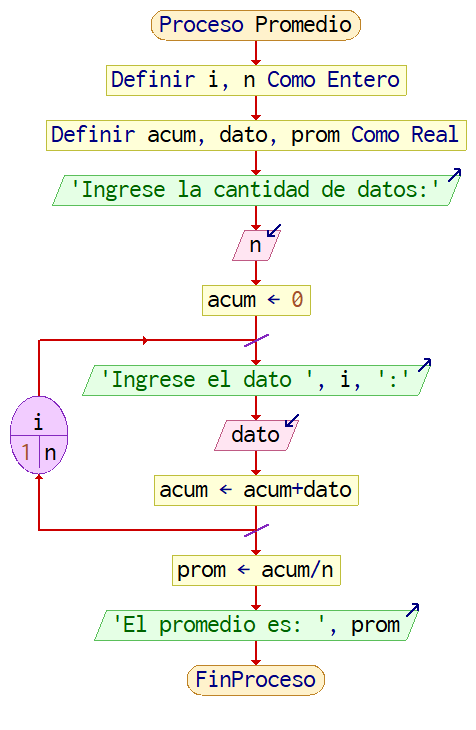 Proceso Promedio
Definir i, n Como Entero
Definir acum, dato, prom Como Real
'Ingrese la cantidad de datos:'
n
acum ← 0
'Ingrese el dato ', i, ':'
i
1 n
dato
acum ← acum+dato
prom ← acum/n
'El promedio es: ', prom
FinProceso